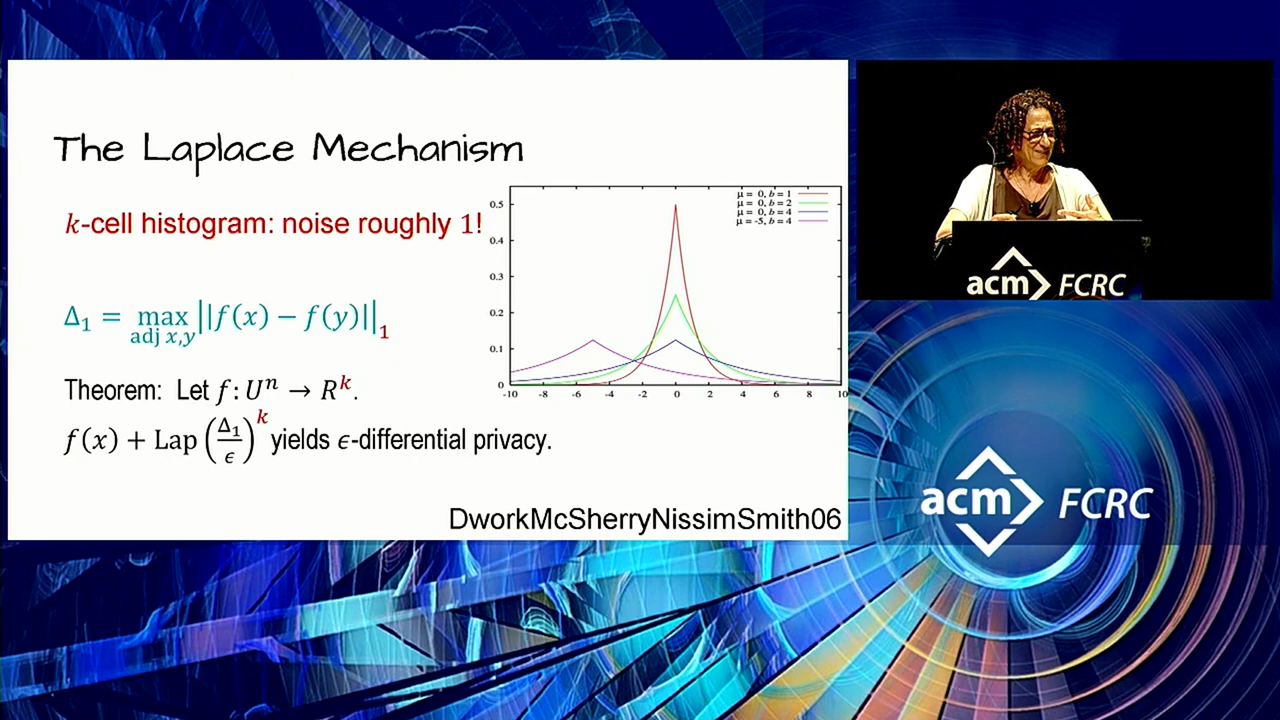 The Laplace Mechanism
k-cell histogram: noise roughly 1!
Δ₁ = max ||f(x) − f(y)||₁
adj x,y
Theorem: Let f: Uⁿ → Rᵏ.
f(x) + Lap (Δ₁/ϵ)ᵏ yields ϵ-differential privacy.
DworkMcSherryNissimSmith06
μ = 0, b = 1
μ = 0, b = 2
μ = 0, b = 4
μ = -5, b = 4
0.5
0.4
0.3
0.2
0.1
0
-10 -8 -6 -4 -2 0 2 4 6 8 10
acm FCRC
acm FCRC